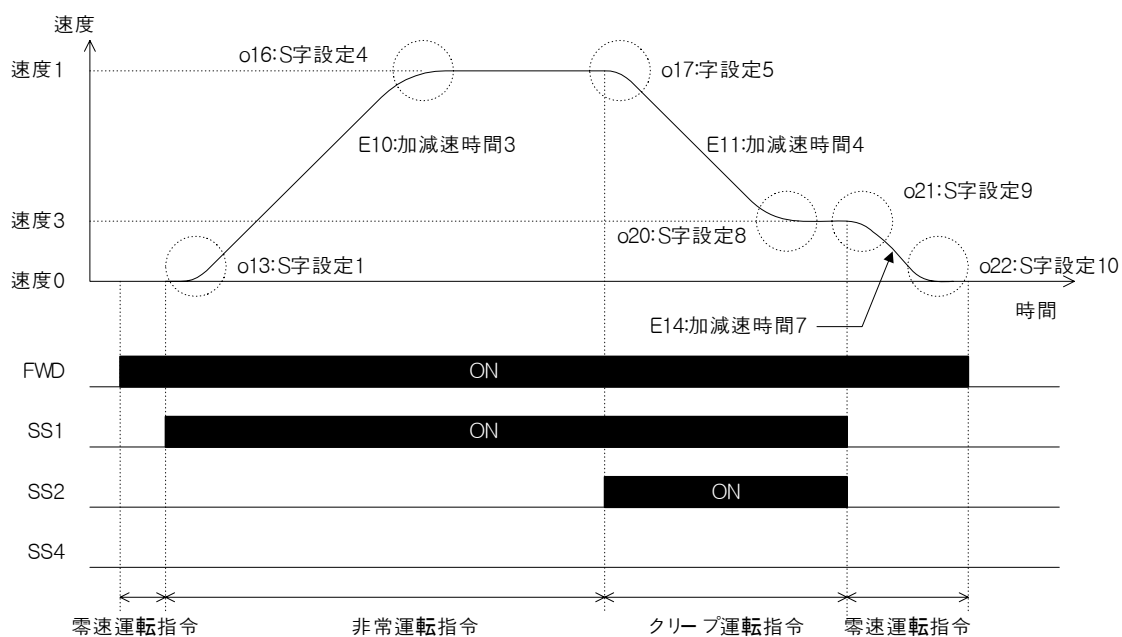 速度
速度1
o16:S字設定4
o17:字設定5
E10:加減速時間3
E11:加減速時間4
速度3
o21:S字設定9
o20:S字設定8
o13:S字設定1
速度0
o22:S字設定10
時間
E14:加減速時間7
FWD
ON
SS1
ON
SS2
ON
SS4
零速運転指令
非常運転指令
クリープ運転指令
零速運転指令